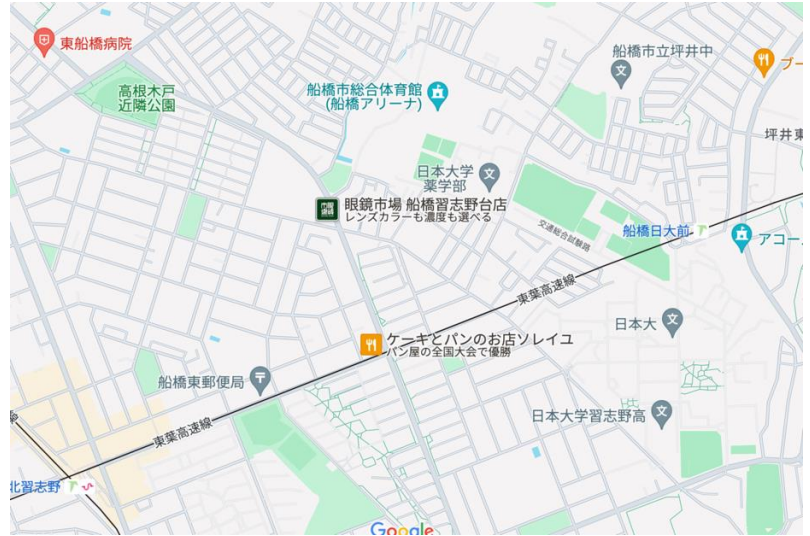 東船橋病院
高根木戸
近隣公園
船橋市総合体育館
(船橋アリーナ)
船橋市立坪井中
ブー
坪井東
日本大学
薬学部
眼鏡市場 船橋習志野台店
レンズカラーも濃度も選べる
交通総合試験路
船橋日大前
アコー
東葉高速線
日本大
ケーキとパンのお店ソレイユ
パン屋の全国大会で優勝
船橋東郵便局
日本大学習志野高
東葉高速線
北習志野
Google